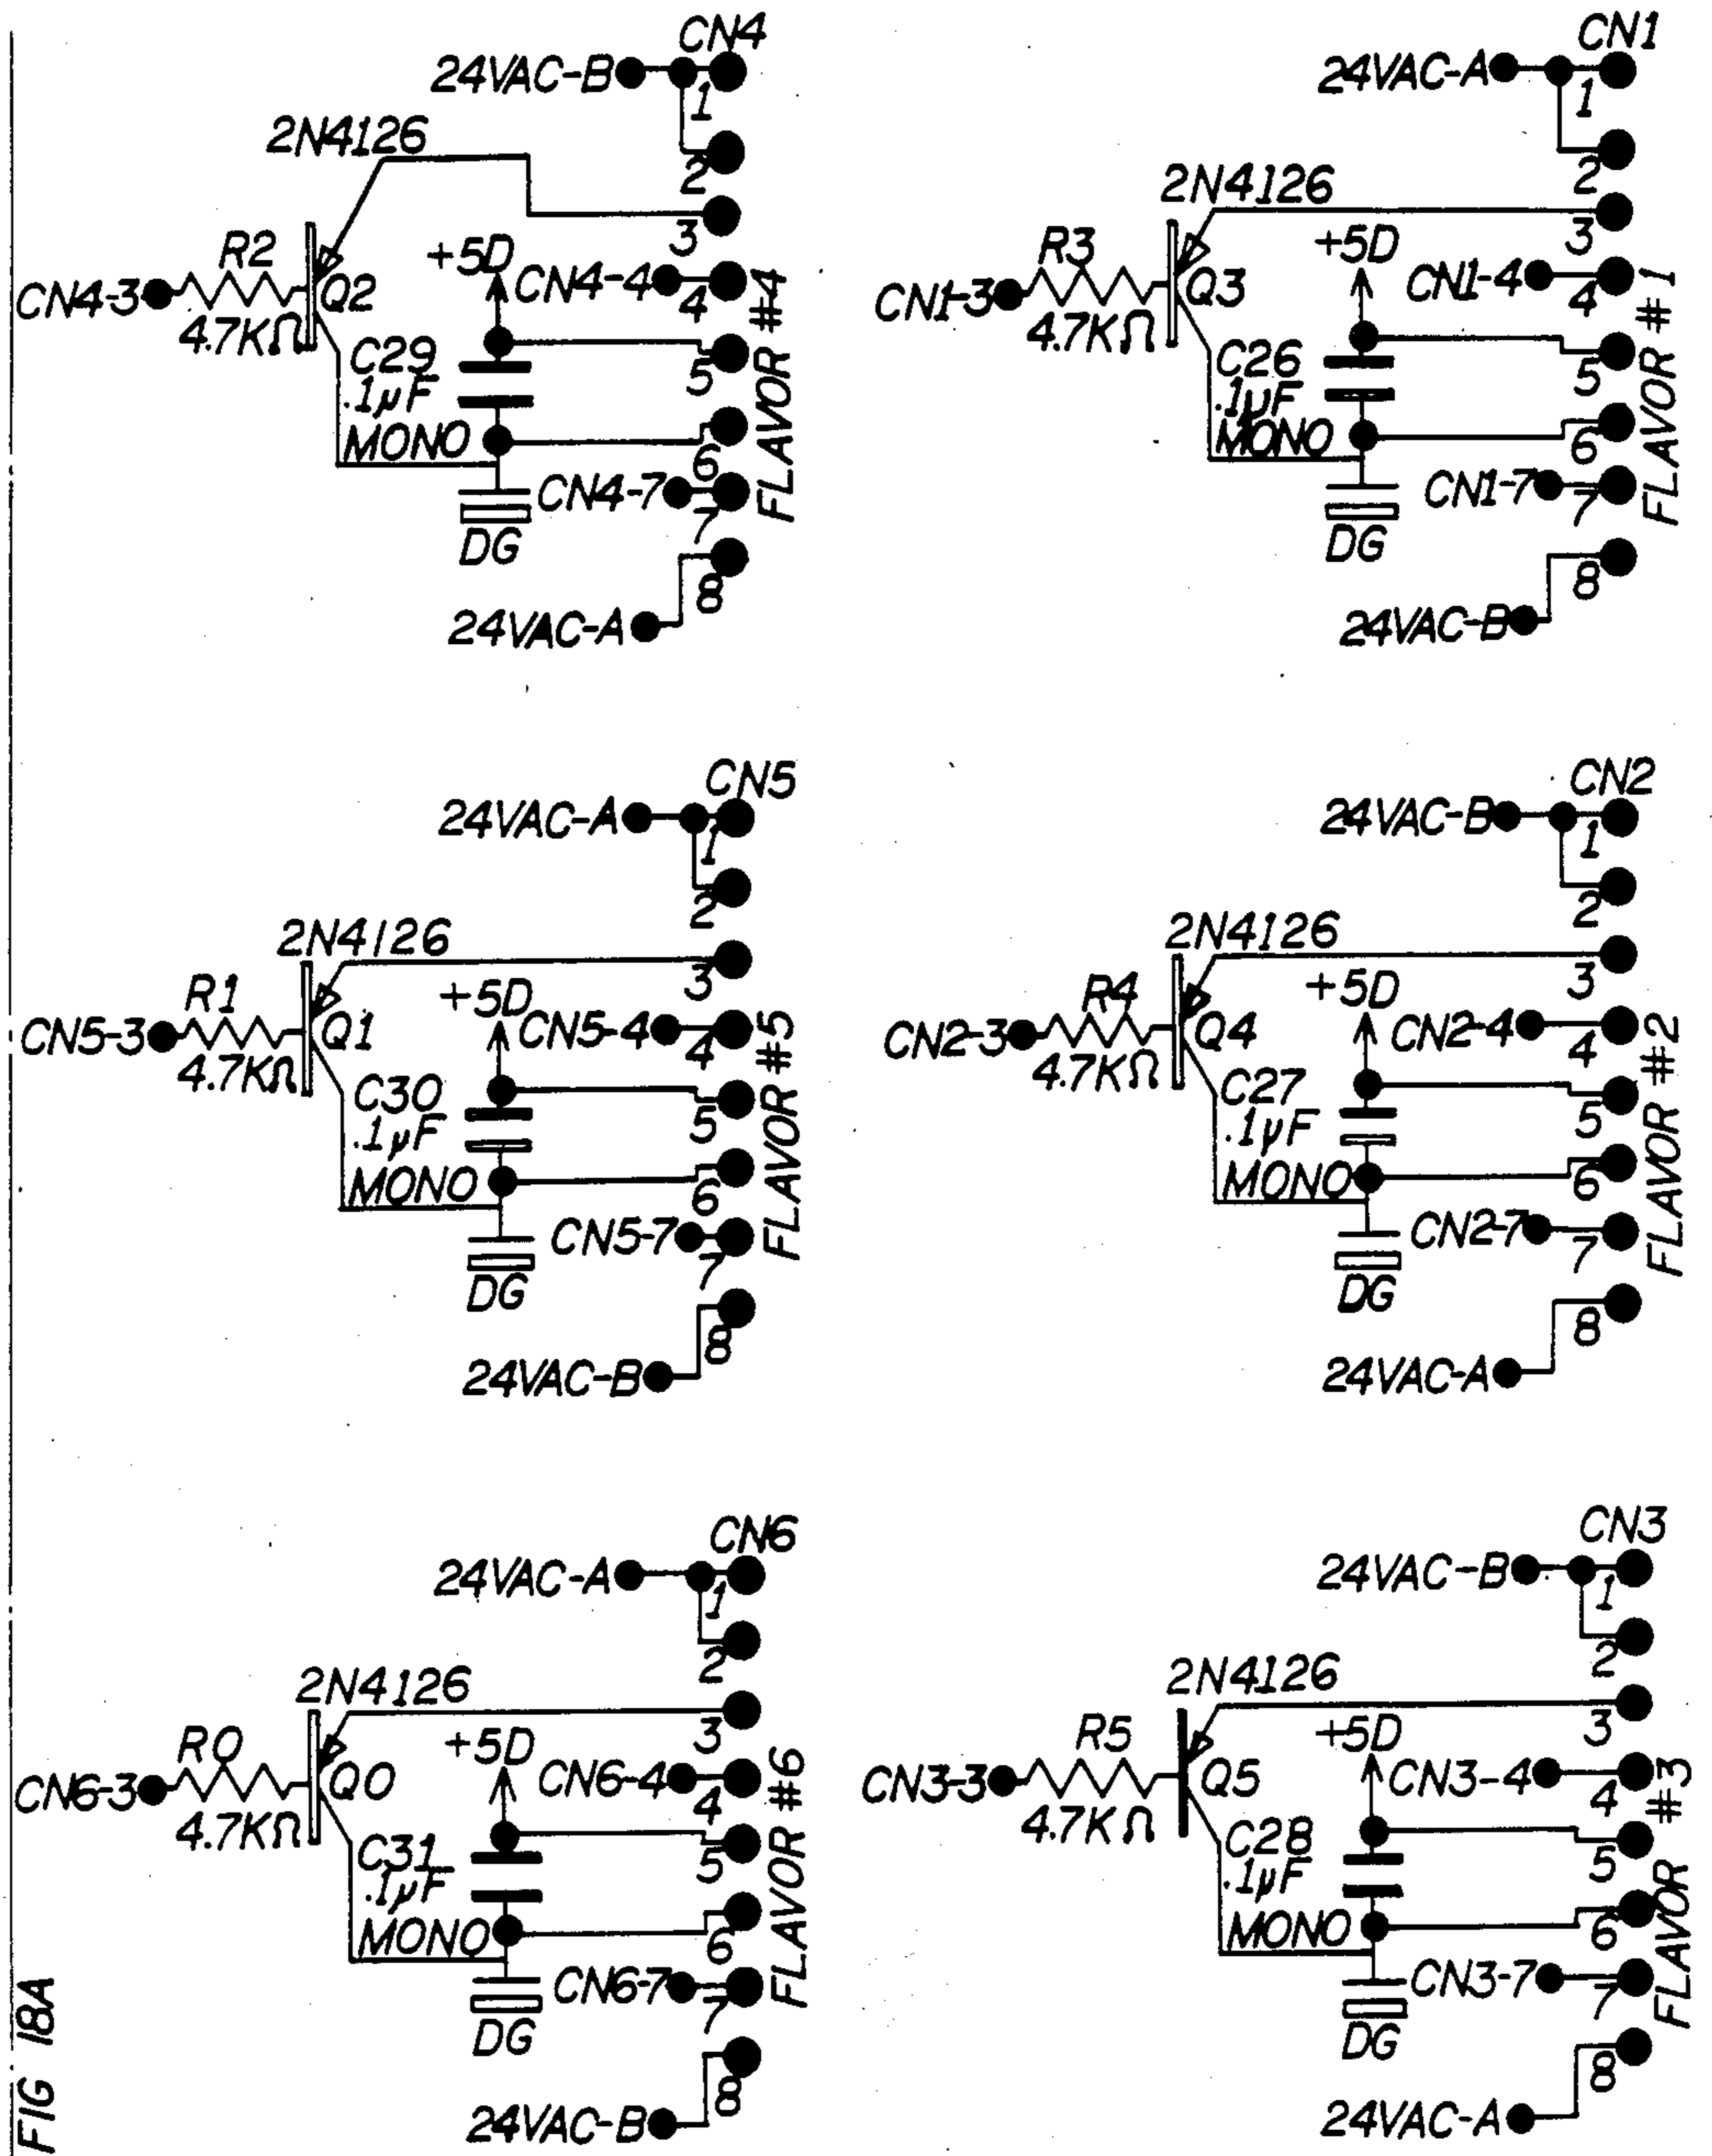 CN4
24VAC-B
1
2N4126
2
3
R2
+5D
CN4-3
Q2
CN4-4
4
4.7KΩ
C29
.1µF
5
MONO
6
CN4-7
7
DG
8
24VAC-A
FLAVOR #4
CN1
24VAC-A
1
2
2N4126
3
R3
+5D
CN1-3
Q3
CN1-4
4
4.7KΩ
C26
.1µF
5
MONO
6
CN1-7
7
DG
8
24VAC-B
FLAVOR #1
CN5
24VAC-A
1
2
2N4126
3
R1
+5D
CN5-3
Q1
CN5-4
4
4.7KΩ
C30
.1µF
5
MONO
6
CN5-7
7
DG
8
24VAC-B
FLAVOR #5
CN2
24VAC-B
1
2
2N4126
3
R4
+5D
CN2-3
Q4
CN2-4
4
4.7KΩ
C27
.1µF
5
MONO
6
CN2-7
7
DG
8
24VAC-A
FLAVOR #2
CN6
24VAC-A
1
2
2N4126
3
R0
+5D
CN6-3
Q0
CN6-4
4
4.7KΩ
C31
.1µF
5
MONO
6
CN6-7
7
DG
8
24VAC-B
FLAVOR #6
CN3
24VAC-B
1
2
2N4126
3
R5
+5D
CN3-3
Q5
CN3-4
4
4.7KΩ
C28
.1µF
5
MONO
6
CN3-7
7
DG
8
24VAC-A
FLAVOR #3
FIG 18A